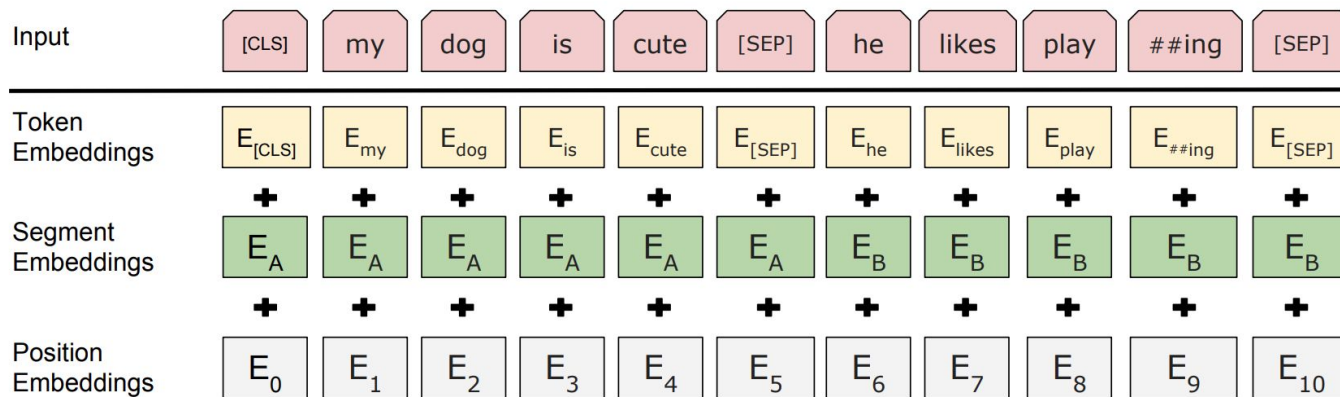 Input [CLS] my dog is cute [SEP] he likes play ##ing [SEP]
Token
Embeddings E[CLS] Emy Edog Eis Ecute E[SEP] Ehe Elikes Eplay E##ing E[SEP]
+ + + + + + + + + + +
Segment
Embeddings EA EA EA EA EA EA EB EB EB EB EB
+ + + + + + + + + + +
Position
Embeddings E0 E1 E2 E3 E4 E5 E6 E7 E8 E9 E10